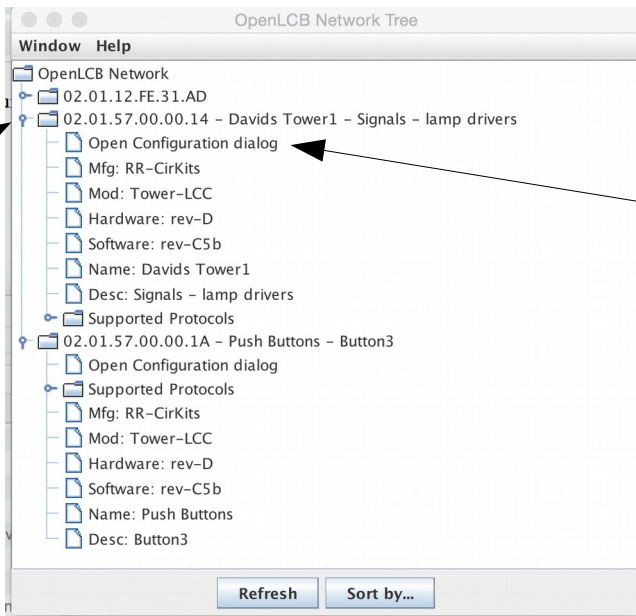 OpenLCB Network Tree
Window Help
OpenLCB Network
02.01.12.FE.31.AD
02.01.57.00.00.14 – Davids Tower1 – Signals – lamp drivers
Open Configuration dialog
Mfg: RR-CirKits
Mod: Tower-LCC
Hardware: rev-D
Software: rev-C5b
Name: Davids Tower1
Desc: Signals – lamp drivers
Supported Protocols
02.01.57.00.00.1A – Push Buttons – Button3
Open Configuration dialog
Supported Protocols
Mfg: RR-CirKits
Mod: Tower-LCC
Hardware: rev-D
Software: rev-C5b
Name: Push Buttons
Desc: Button3
Refresh Sort by...